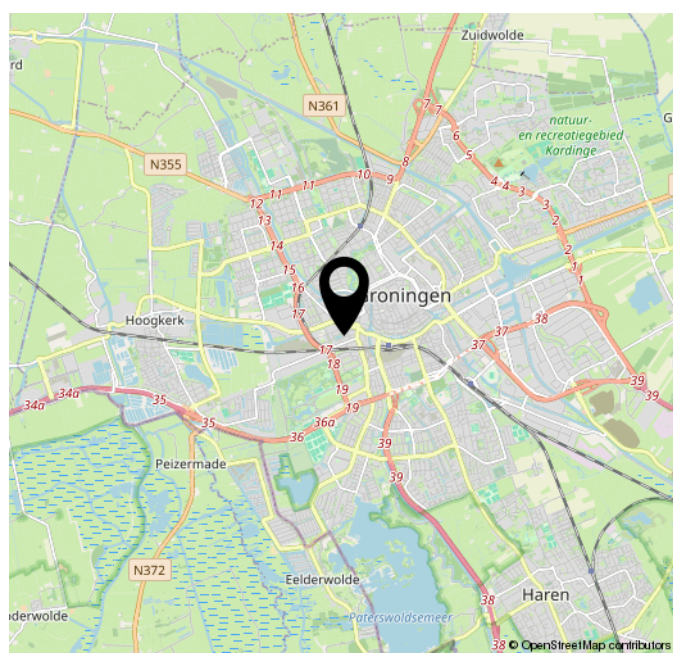 Zuidwolde
rd
N361
7
7
natuur-
en recreatiegebied
Kardinge
G
6
5
8
N355
10
9
11
11
4
4
3
3
12
13
2
14
2
15
1
16
1
roningen
17
Hoogkerk
38
37
37
17
18
39
34a
34a
35
19
39
35
36
36a
19
39
Peizermade
39
N372
Eelderwolde
Haren
38
oderwolde
Paterswoldsemeer
38
© OpenStreetMap contributors